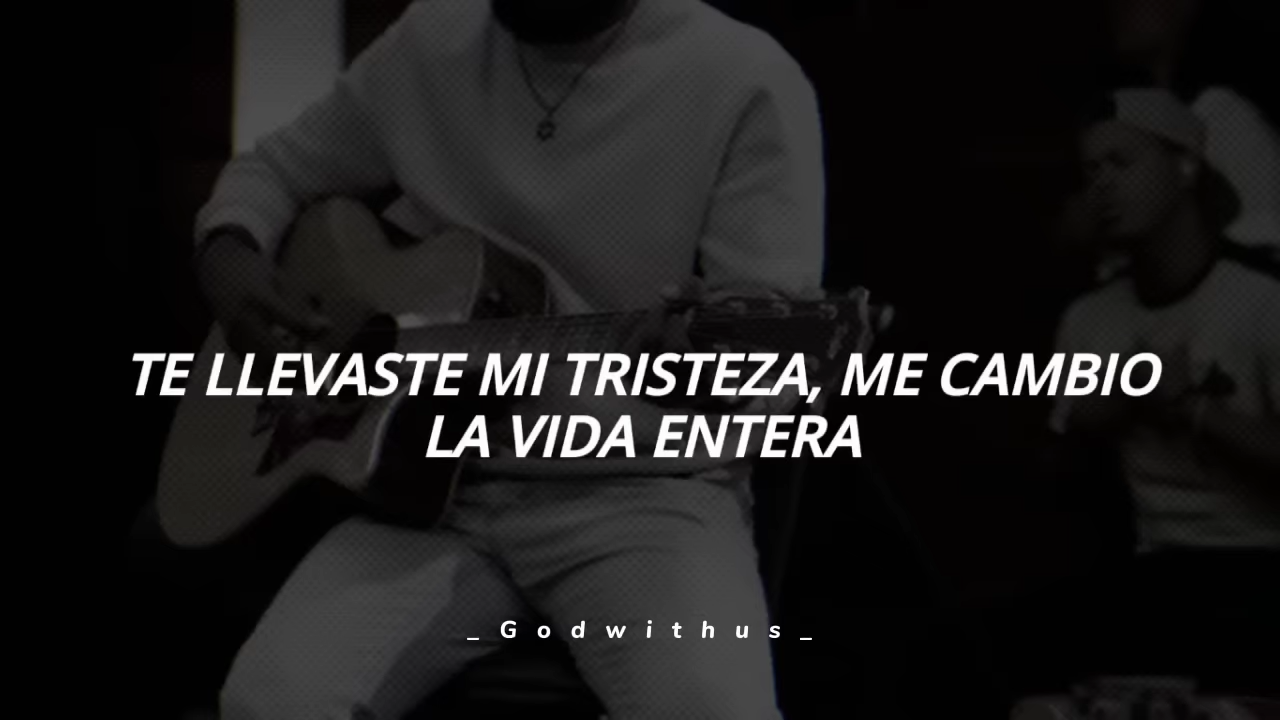 TE LLEVASTE MI TRISTEZA, ME CAMBIO
LA VIDA ENTERA
_ G o d w i t h u s _